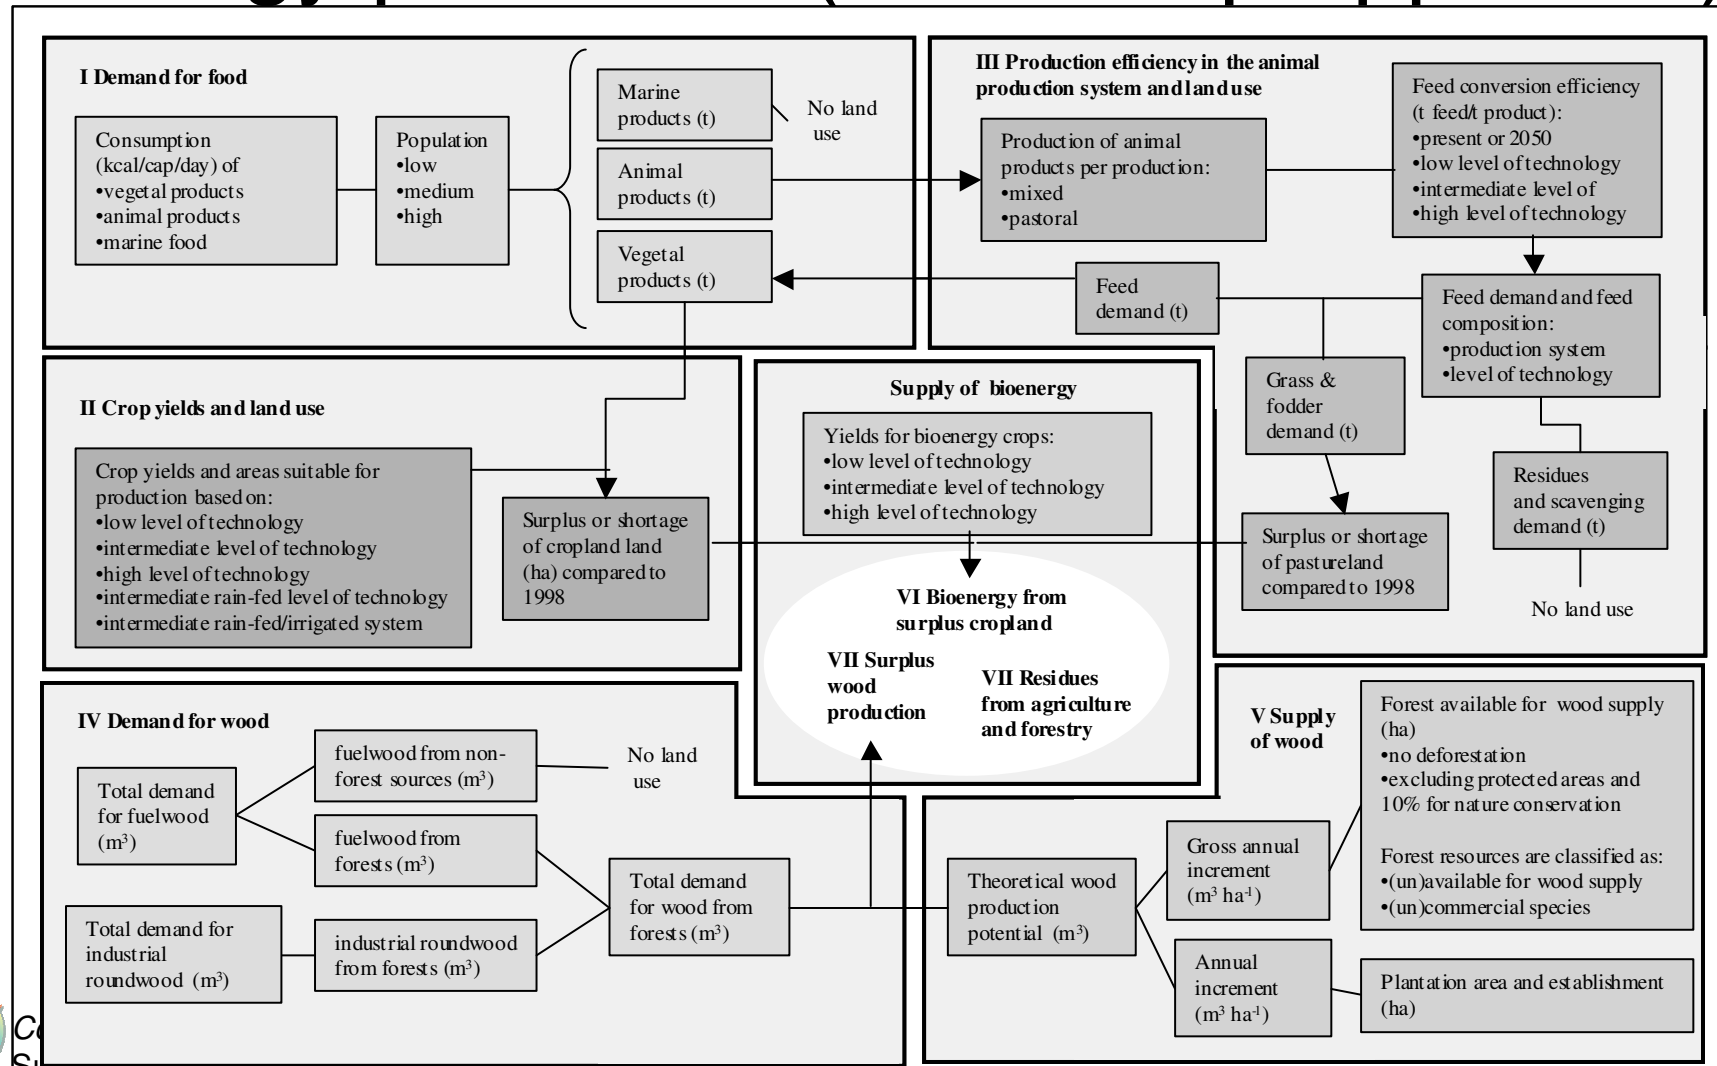 I Demand for food
Consumption
(kcal/cap/day) of
•vegetal products
•animal products
•marine food
Population
•low
•medium
•high
Marine
products (t)
No land
use
Animal
products (t)
Vegetal
products (t)
III Production efficiency in the animal
production system and land use
Production of animal
products per production:
•mixed
•pastoral
Feed conversion efficiency
(t feed/t product):
•present or 2050
•low level of technology
•intermediate level of
•high level of technology
Feed
demand (t)
Feed demand and feed
composition:
•production system
•level of technology
Grass &
fodder
demand (t)
Residues
and scavenging
demand (t)
Surplus or shortage
of pastureland
compared to 1998
No land use
II Crop yields and land use
Crop yields and areas suitable for
production based on:
•low level of technology
•intermediate level of technology
•high level of technology
•intermediate rain-fed level of technology
•intermediate rain-fed/irrigated system
Surplus or shortage
of cropland land
(ha) compared to
1998
Supply of bioenergy
Yields for bioenergy crops:
•low level of technology
•intermediate level of technology
•high level of technology
VI Bioenergy from
surplus cropland
VII Surplus
wood
production
VII Residues
from agriculture
and forestry
IV Demand for wood
Total demand
for fuelwood
(m³)
fuelwood from non-
forest sources (m³)
No land
use
fuelwood from
forests (m³)
Total demand for
industrial
roundwood (m³)
industrial roundwood
from forests (m³)
Total demand
for wood from
forests (m³)
V Supply
of wood
Theoretical wood
production
potential (m³)
Gross annual
increment
(m³ ha⁻¹)
Annual
increment
(m³ ha⁻¹)
Forest available for wood supply
(ha)
•no deforestation
•excluding protected areas and
10% for nature conservation
Forest resources are classified as:
•(un)available for wood supply
•(un)commercial species
Plantation area and establishment
(ha)